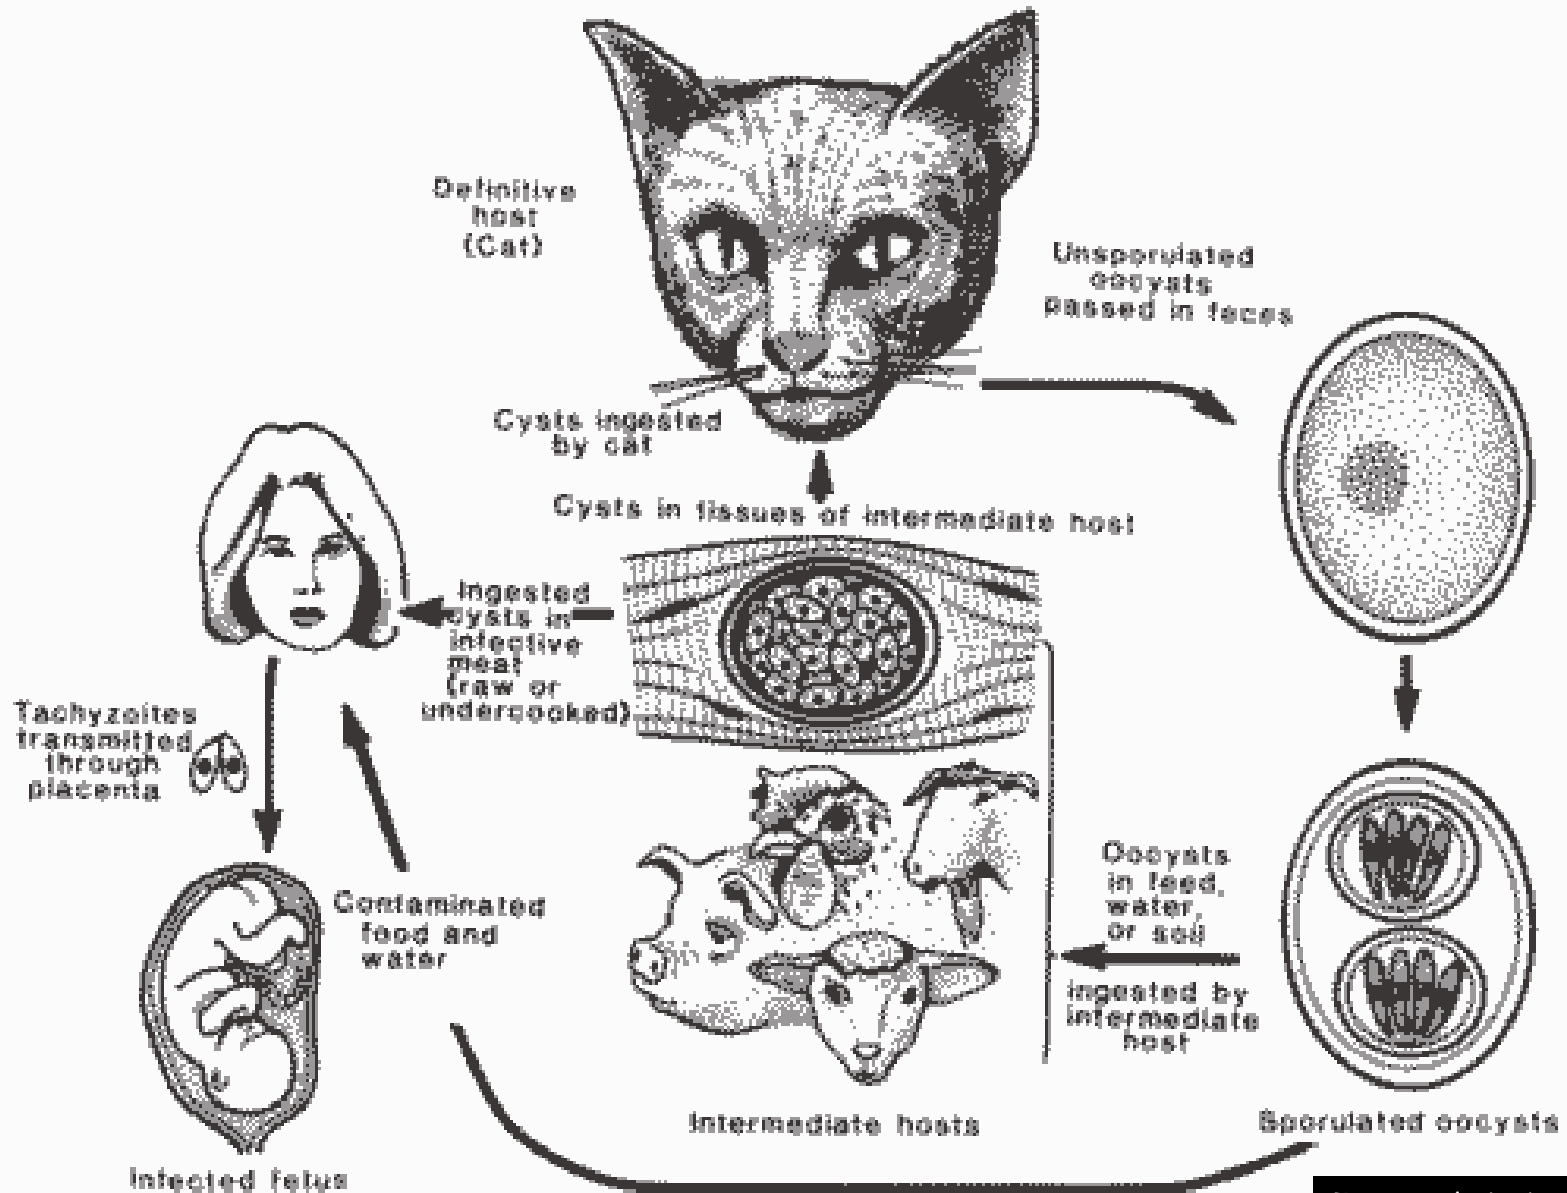 Definitive
host
(Cat)
Unsporulated
oocysts
passed in feces
Cysts ingested
by cat
Cysts in tissues of intermediate host
Ingested
cysts in
infective
meat
(raw or
undercooked)
Tachyzoites
transmitted
through
placenta
Contaminated
food and
water
Oocysts
in feed,
water,
or soil
ingested by
intermediate
host
Intermediate hosts
Sporulated oocysts
Infected fetus